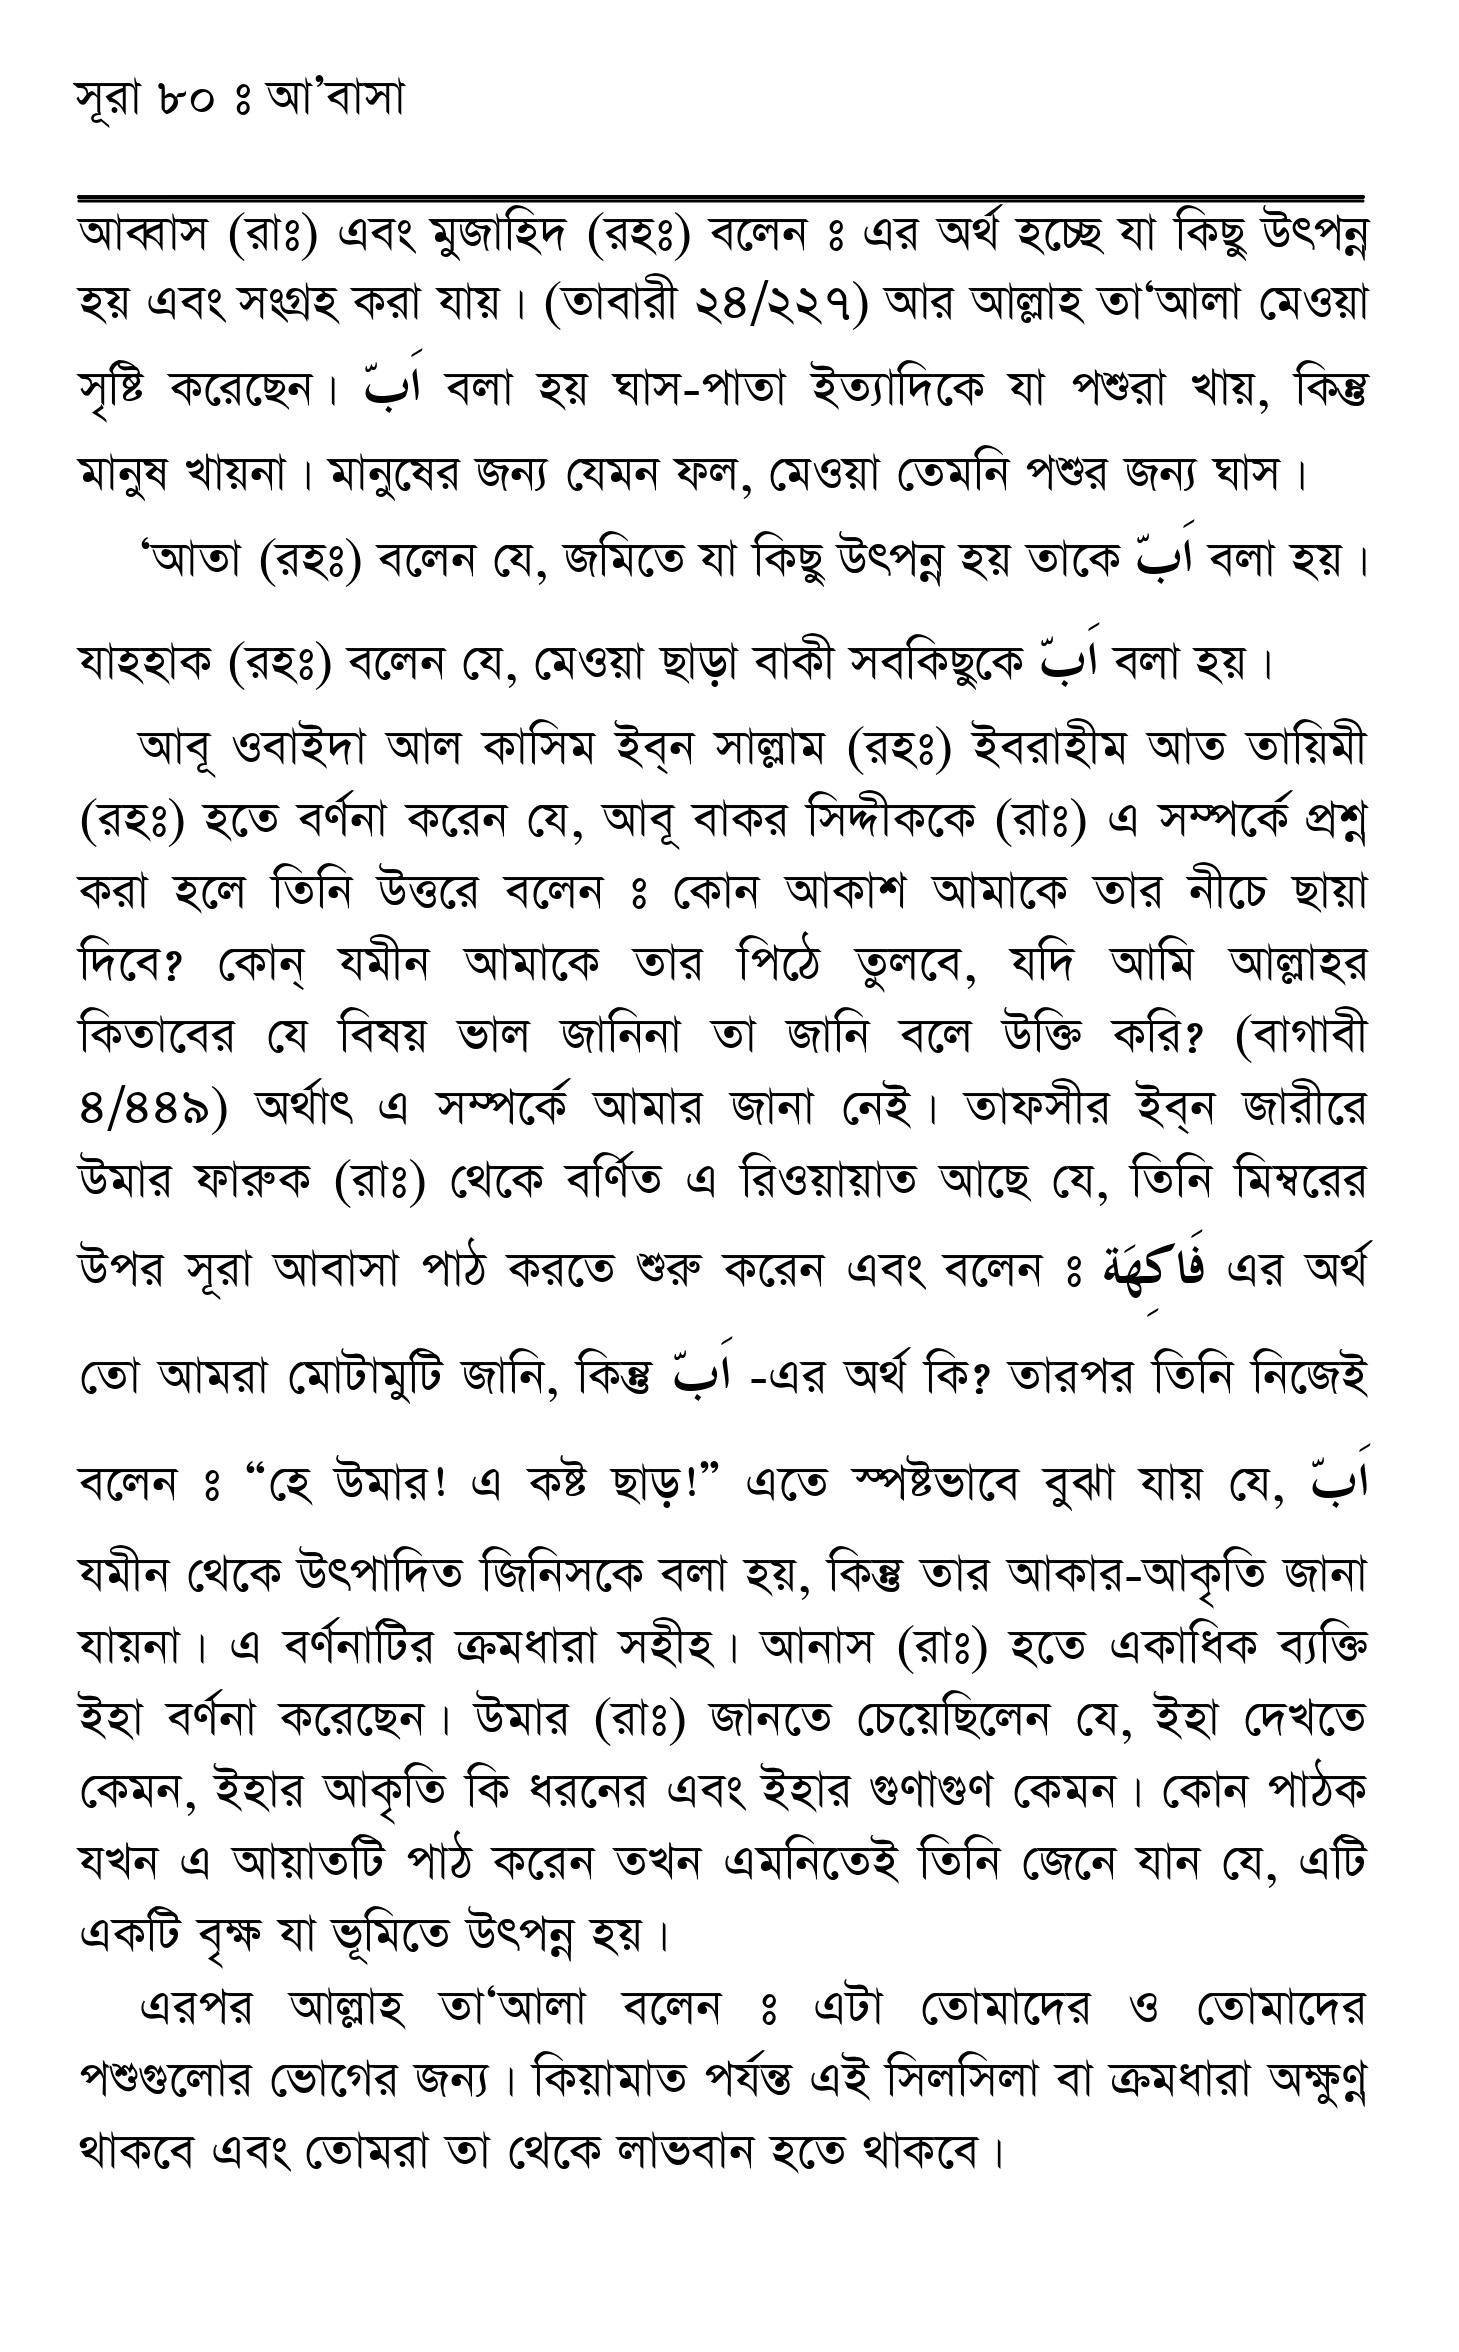 সূরা ৮০ ঃ আ’বাসা
আব্বাস (রাঃ) এবং মুজাহিদ (রহঃ) বলেন ঃ এর অর্থ হচ্ছে যা কিছু উৎপন্ন
হয় এবং সংগ্রহ করা যায়। (তাবারী ২৪/২২৭) আর আল্লাহ তা‘আলা মেওয়া
সৃষ্টি করেছেন। اَبّ বলা হয় ঘাস-পাতা ইত্যাদিকে যা পশুরা খায়, কিন্তু
মানুষ খায়না। মানুষের জন্য যেমন ফল, মেওয়া তেমনি পশুর জন্য ঘাস।
‘আতা (রহঃ) বলেন যে, জমিতে যা কিছু উৎপন্ন হয় তাকে اَبّ বলা হয়।
যাহহাক (রহঃ) বলেন যে, মেওয়া ছাড়া বাকী সবকিছুকে اَبّ বলা হয়।
আবূ ওবাইদা আল কাসিম ইব্‌ন সাল্লাম (রহঃ) ইবরাহীম আত তায়িমী
(রহঃ) হতে বর্ণনা করেন যে, আবূ বাকর সিদ্দীককে (রাঃ) এ সম্পর্কে প্রশ্ন
করা হলে তিনি উত্তরে বলেন ঃ কোন আকাশ আমাকে তার নীচে ছায়া
দিবে? কোন্ যমীন আমাকে তার পিঠে তুলবে, যদি আমি আল্লাহর
কিতাবের যে বিষয় ভাল জানিনা তা জানি বলে উক্তি করি? (বাগাবী
৪/৪৪৯) অর্থাৎ এ সম্পর্কে আমার জানা নেই। তাফসীর ইব্‌ন জারীরে
উমার ফারুক (রাঃ) থেকে বর্ণিত এ রিওয়ায়াত আছে যে, তিনি মিম্বরের
উপর সূরা আবাসা পাঠ করতে শুরু করেন এবং বলেন ঃ فَاكِهَة এর অর্থ
তো আমরা মোটামুটি জানি, কিন্তু اَبّ -এর অর্থ কি? তারপর তিনি নিজেই
বলেন ঃ “হে উমার! এ কষ্ট ছাড়!” এতে স্পষ্টভাবে বুঝা যায় যে, اَبّ
যমীন থেকে উৎপাদিত জিনিসকে বলা হয়, কিন্তু তার আকার-আকৃতি জানা
যায়না। এ বর্ণনাটির ক্রমধারা সহীহ। আনাস (রাঃ) হতে একাধিক ব্যক্তি
ইহা বর্ণনা করেছেন। উমার (রাঃ) জানতে চেয়েছিলেন যে, ইহা দেখতে
কেমন, ইহার আকৃতি কি ধরনের এবং ইহার গুণাগুণ কেমন। কোন পাঠক
যখন এ আয়াতটি পাঠ করেন তখন এমনিতেই তিনি জেনে যান যে, এটি
একটি বৃক্ষ যা ভূমিতে উৎপন্ন হয়।
এরপর আল্লাহ তা‘আলা বলেন ঃ এটা তোমাদের ও তোমাদের
পশুগুলোর ভোগের জন্য। কিয়ামাত পর্যন্ত এই সিলসিলা বা ক্রমধারা অক্ষুণ্ণ
থাকবে এবং তোমরা তা থেকে লাভবান হতে থাকবে।